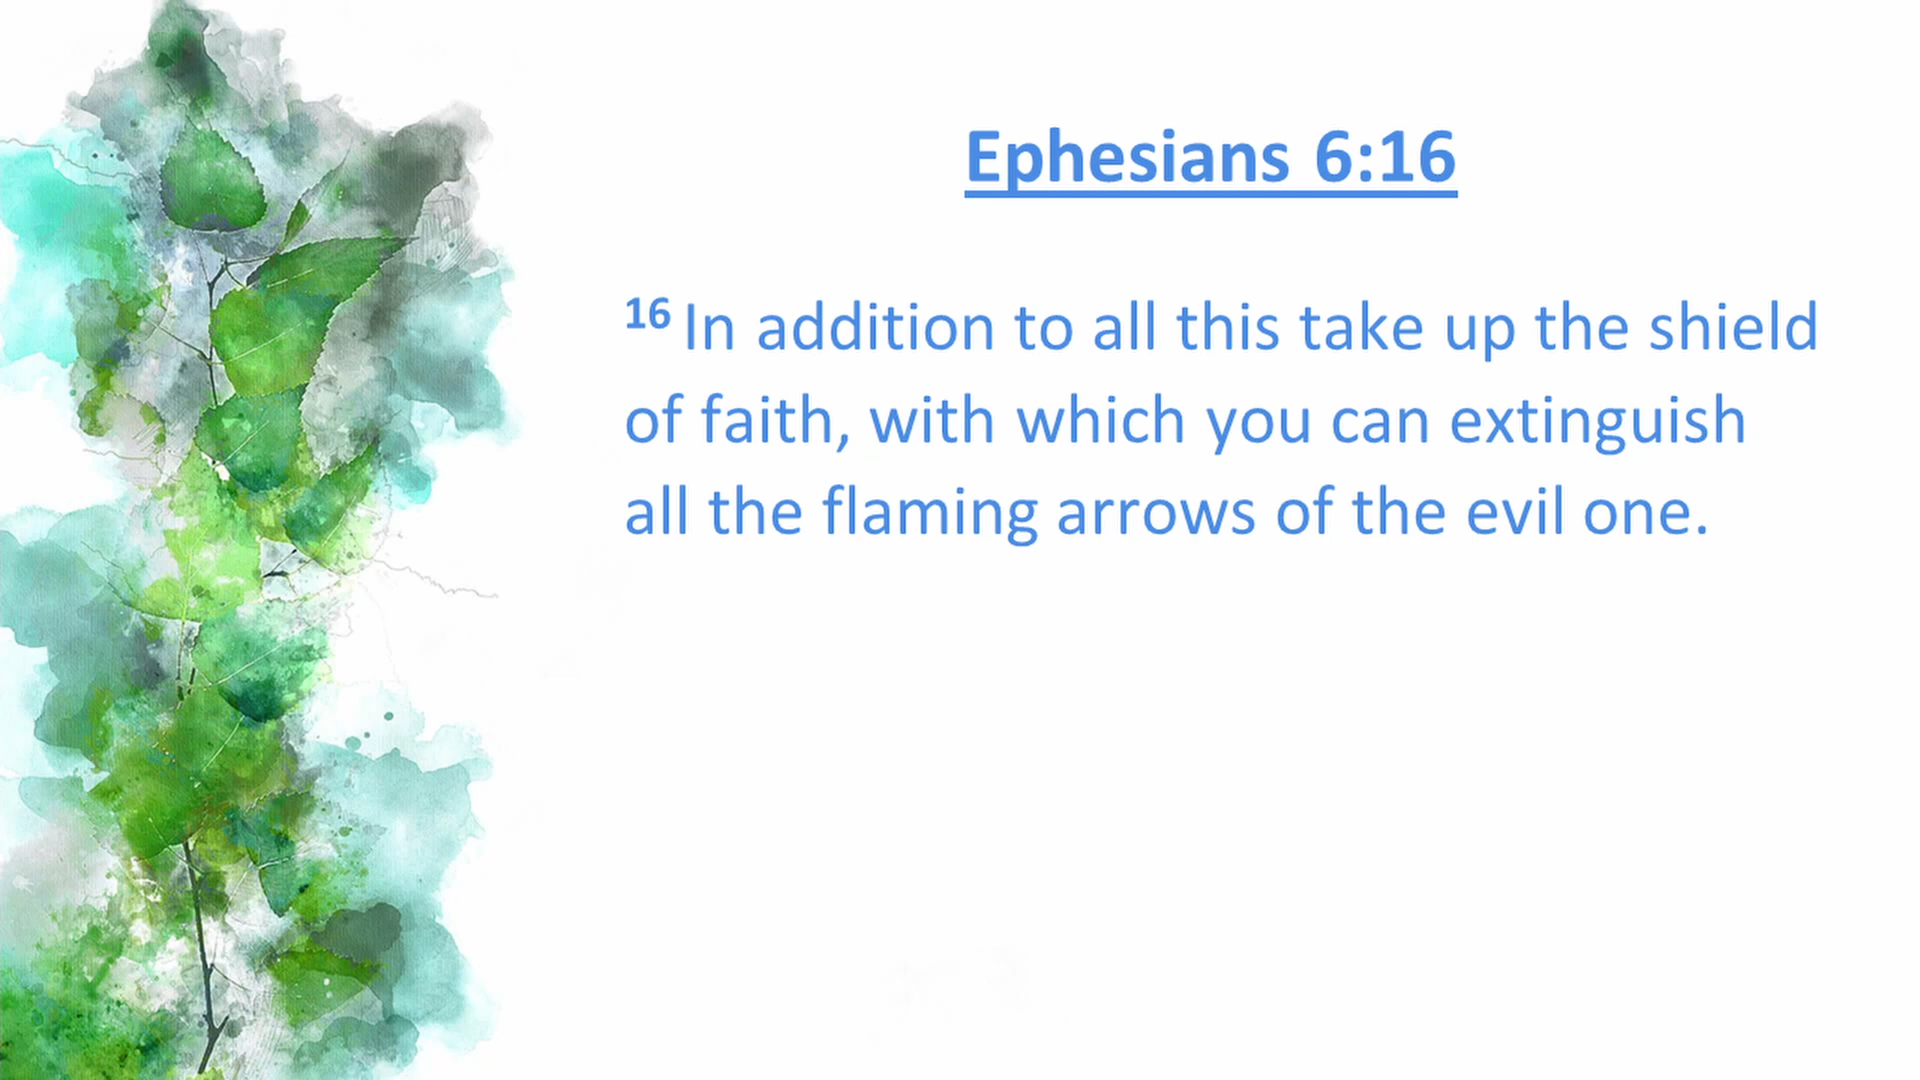 Ephesians 6:16
16 In addition to all this take up the shield
of faith, with which you can extinguish
all the flaming arrows of the evil one.